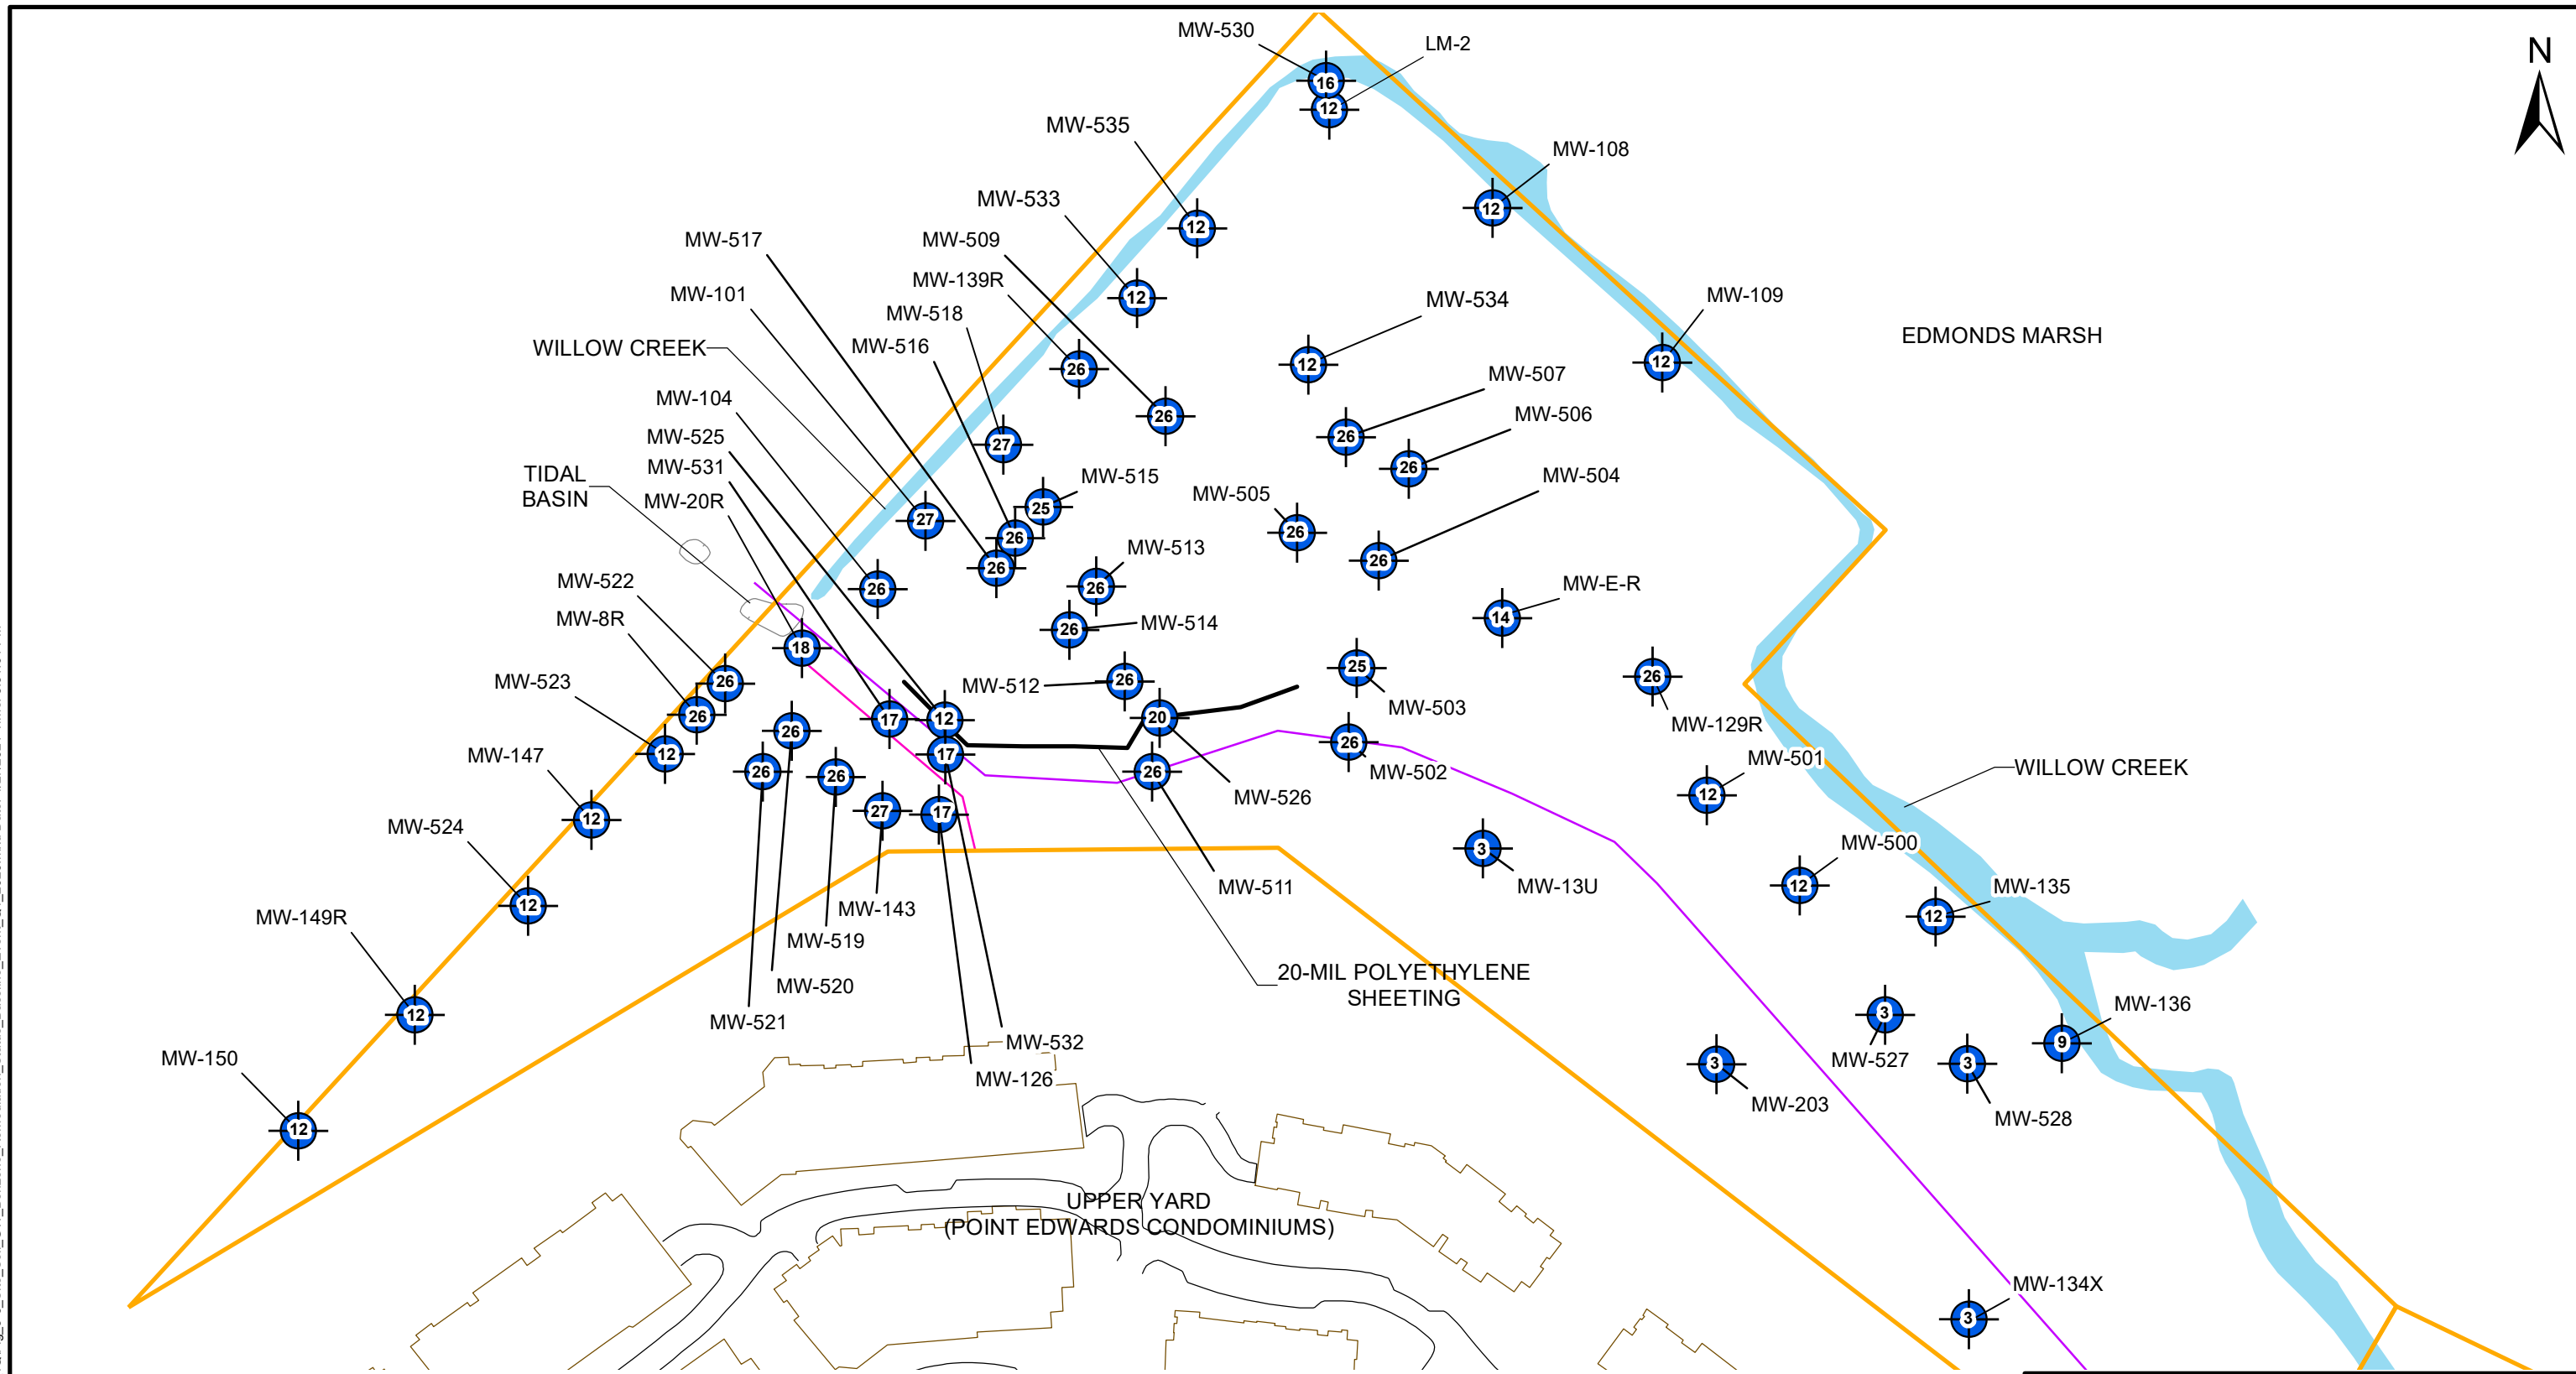 MW-530
LM-2
N
16
12
MW-535
MW-108
MW-533
12
12
MW-517
MW-509
MW-139R
12
MW-101
MW-518
MW-534
MW-109
EDMONDS MARSH
WILLOW CREEK
MW-516
26
12
12
MW-507
MW-104
26
MW-506
MW-525
27
26
26
MW-531
TIDAL
BASIN
MW-20R
MW-515
MW-505
MW-504
25
27
26
26
26
26
MW-513
MW-522
26
26
MW-E-R
MW-8R
26
MW-514
14
18
MW-523
26
MW-512
26
25
26
26
MW-503
MW-129R
17
12
20
26
26
MW-147
12
17
MW-502
MW-501
WILLOW CREEK
26
26
26
MW-526
12
12
27
17
MW-524
3
MW-500
MW-511
MW-13U
12
MW-135
12
MW-149R
MW-143
12
MW-519
20-MIL POLYETHYLENE
SHEETING
MW-520
12
MW-521
3
MW-136
MW-532
9
MW-150
MW-527
3
3
MW-126
MW-203
MW-528
12
UPPER YARD
(POINT EDWARDS CONDOMINIUMS)
MW-134X
3